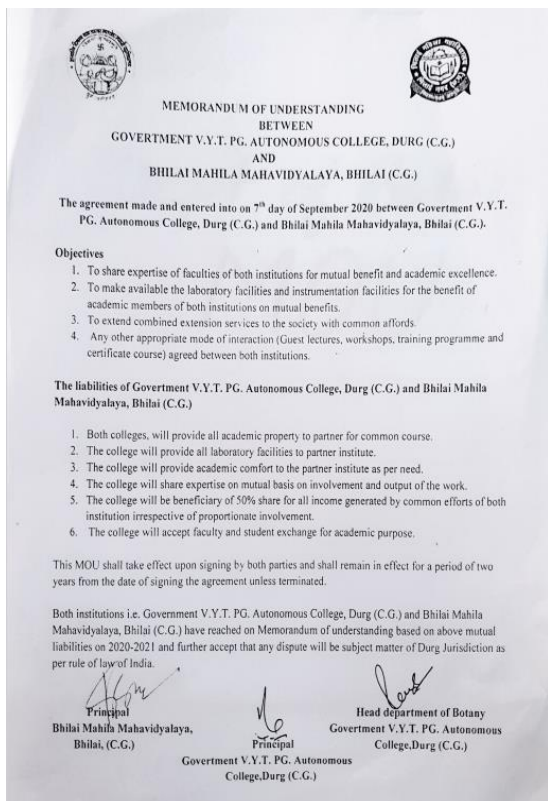 MEMORANDUM OF UNDERSTANDING
BETWEEN
GOVERTMENT V.Y.T. PG. AUTONOMOUS COLLEGE, DURG (C.G.)
AND
BHILAI MAHILA MAHAVIDYALAYA, BHILAI (C.G.)
The agreement made and entered into on 7th day of September 2020 between Govertment V.Y.T.
PG. Autonomous College, Durg (C.G.) and Bhilai Mahila Mahavidyalaya, Bhilai (C.G.).
Objectives
1. To share expertise of faculties of both institutions for mutual benefit and academic excellence.
2. To make available the laboratory facilities and instrumentation facilities for the benefit of
academic members of both institutions on mutual benefits.
3. To extend combined extension services to the society with common affords.
4. Any other appropriate mode of interaction (Guest lectures, workshops, training programme and
certificate course) agreed between both institutions.
The liabilities of Govertment V.Y.T. PG. Autonomous College, Durg (C.G.) and Bhilai Mahila
Mahavidyalaya, Bhilai (C.G.)
1. Both colleges, will provide all academic property to partner for common course.
2. The college will provide all laboratory facilities to partner institute.
3. The college will provide academic comfort to the partner institute as per need.
4. The college will share expertise on mutual basis on involvement and output of the work.
5. The college will be beneficiary of 50% share for all income generated by common efforts of both
institution irrespective of proportionate involvement.
6. The college will accept faculty and student exchange for academic purpose.
This MOU shall take effect upon signing by both parties and shall remain in effect for a period of two
years from the date of signing the agreement unless terminated.
Both institutions i.e. Government V.Y.T. PG. Autonomous College, Durg (C.G.) and Bhilai Mahila
Mahavidyalaya, Bhilai (C.G.) have reached on Memorandum of understanding based on above mutual
liabilities on 2020-2021 and further accept that any dispute will be subject matter of Durg Jurisdiction as
per rule of law of India.
Principal
Bhilai Mahila Mahavidyalaya,
Bhilai, (C.G.)
Principal
Govertment V.Y.T. PG. Autonomous
College,Durg (C.G.)
Head department of Botany
Govertment V.Y.T. PG. Autonomous
College,Durg (C.G.)